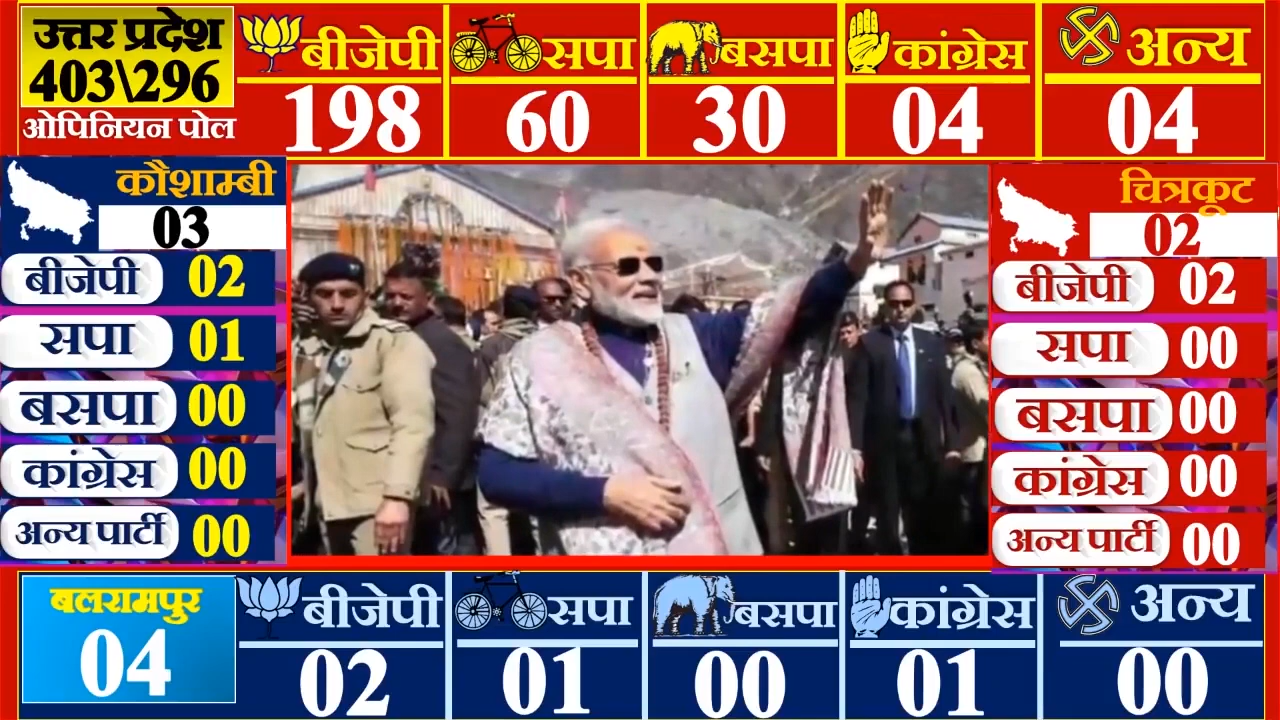 उत्तर प्रदेश
403\296
ओपिनियन पोल
बीजेपी
198
सपा
60
बसपा
30
कांग्रेस
04
अन्य
04
कौशाम्बी
03
बीजेपी 02
सपा 01
बसपा 00
कांग्रेस 00
अन्य पार्टी 00
चित्रकूट
02
बीजेपी 02
सपा 00
बसपा 00
कांग्रेस 00
अन्य पार्टी 00
बलरामपुर
04
बीजेपी
02
सपा
01
बसपा
00
कांग्रेस
01
अन्य
00